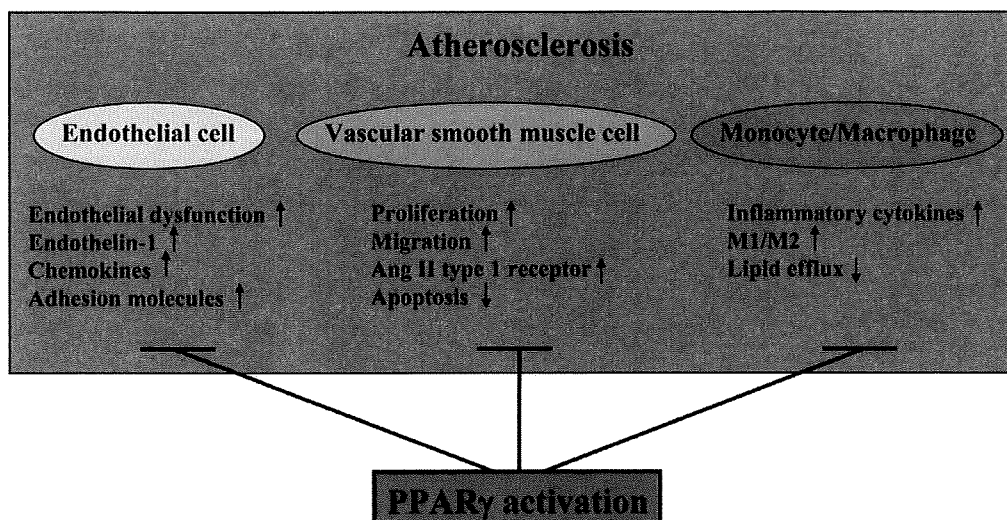 Atherosclerosis
Endothelial cell
Endothelial dysfunction ↑
Endothelin-1 ↑
Chemokines ↑
Adhesion molecules ↑
Vascular smooth muscle cell
Proliferation ↑
Migration ↑
Ang II type 1 receptor ↑
Apoptosis ↓
Monocyte/Macrophage
Inflammatory cytokines ↑
M1/M2 ↑
Lipid efflux ↓
PPARγ activation